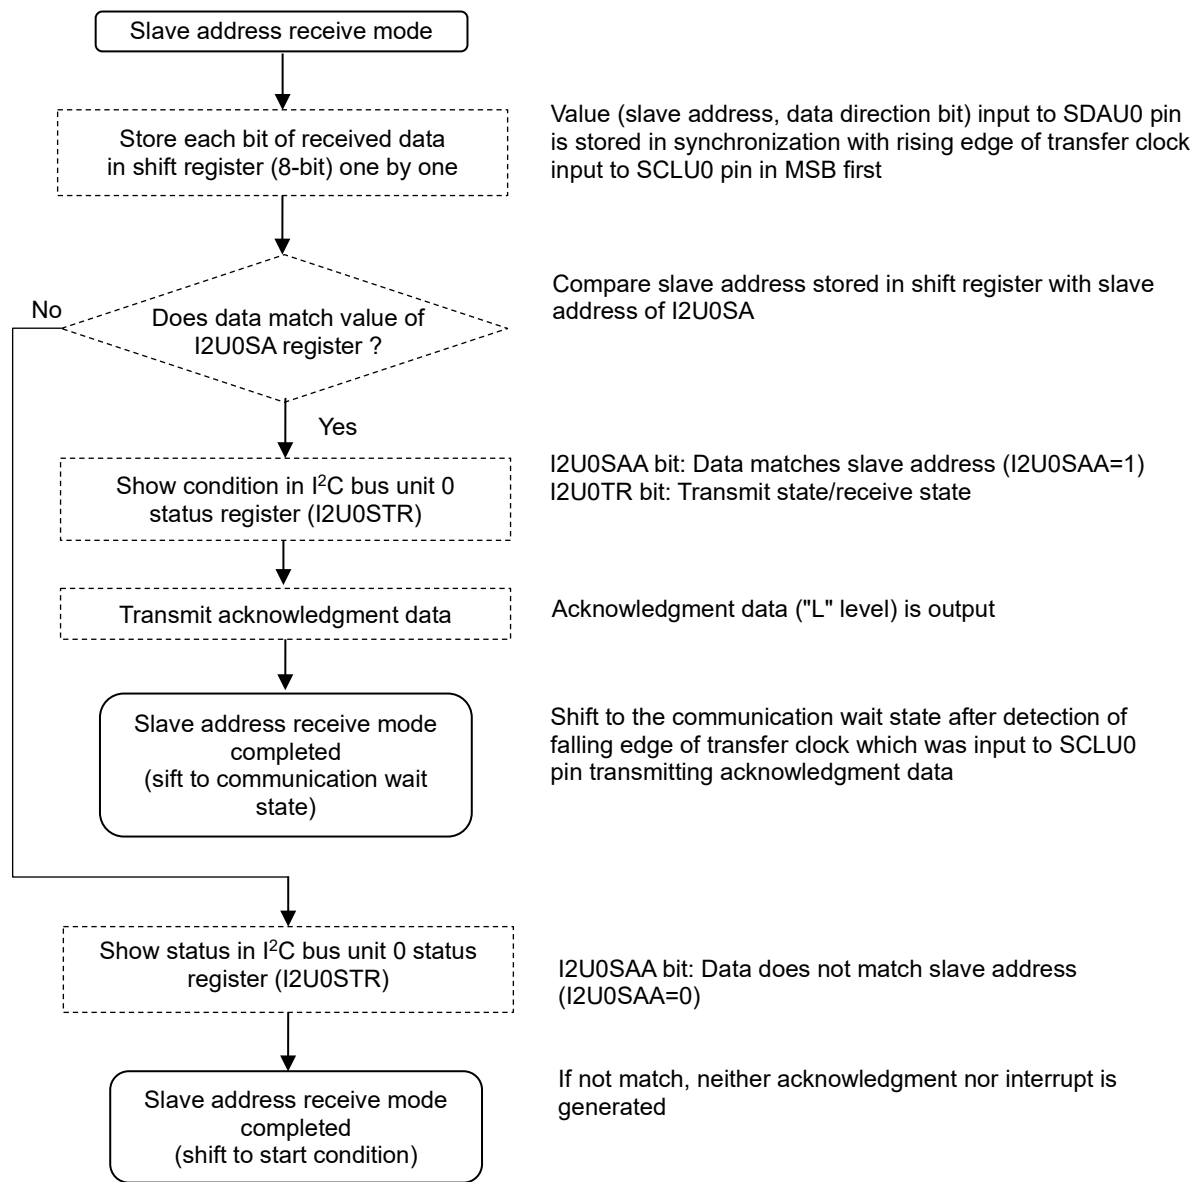 Slave address receive mode
Store each bit of received data
in shift register (8-bit) one by one
Value (slave address, data direction bit) input to SDAU0 pin
is stored in synchronization with rising edge of transfer clock
input to SCLU0 pin in MSB first
No
Does data match value of
I2U0SA register ?
Compare slave address stored in shift register with slave
address of I2U0SA
Yes
Show condition in I²C bus unit 0
status register (I2U0STR)
I2U0SAA bit: Data matches slave address (I2U0SAA=1)
I2U0TR bit: Transmit state/receive state
Transmit acknowledgment data
Acknowledgment data ("L" level) is output
Slave address receive mode
completed
(sift to communication wait
state)
Shift to the communication wait state after detection of
falling edge of transfer clock which was input to SCLU0
pin transmitting acknowledgment data
Show status in I²C bus unit 0 status
register (I2U0STR)
I2U0SAA bit: Data does not match slave address
(I2U0SAA=0)
Slave address receive mode
completed
(shift to start condition)
If not match, neither acknowledgment nor interrupt is
generated